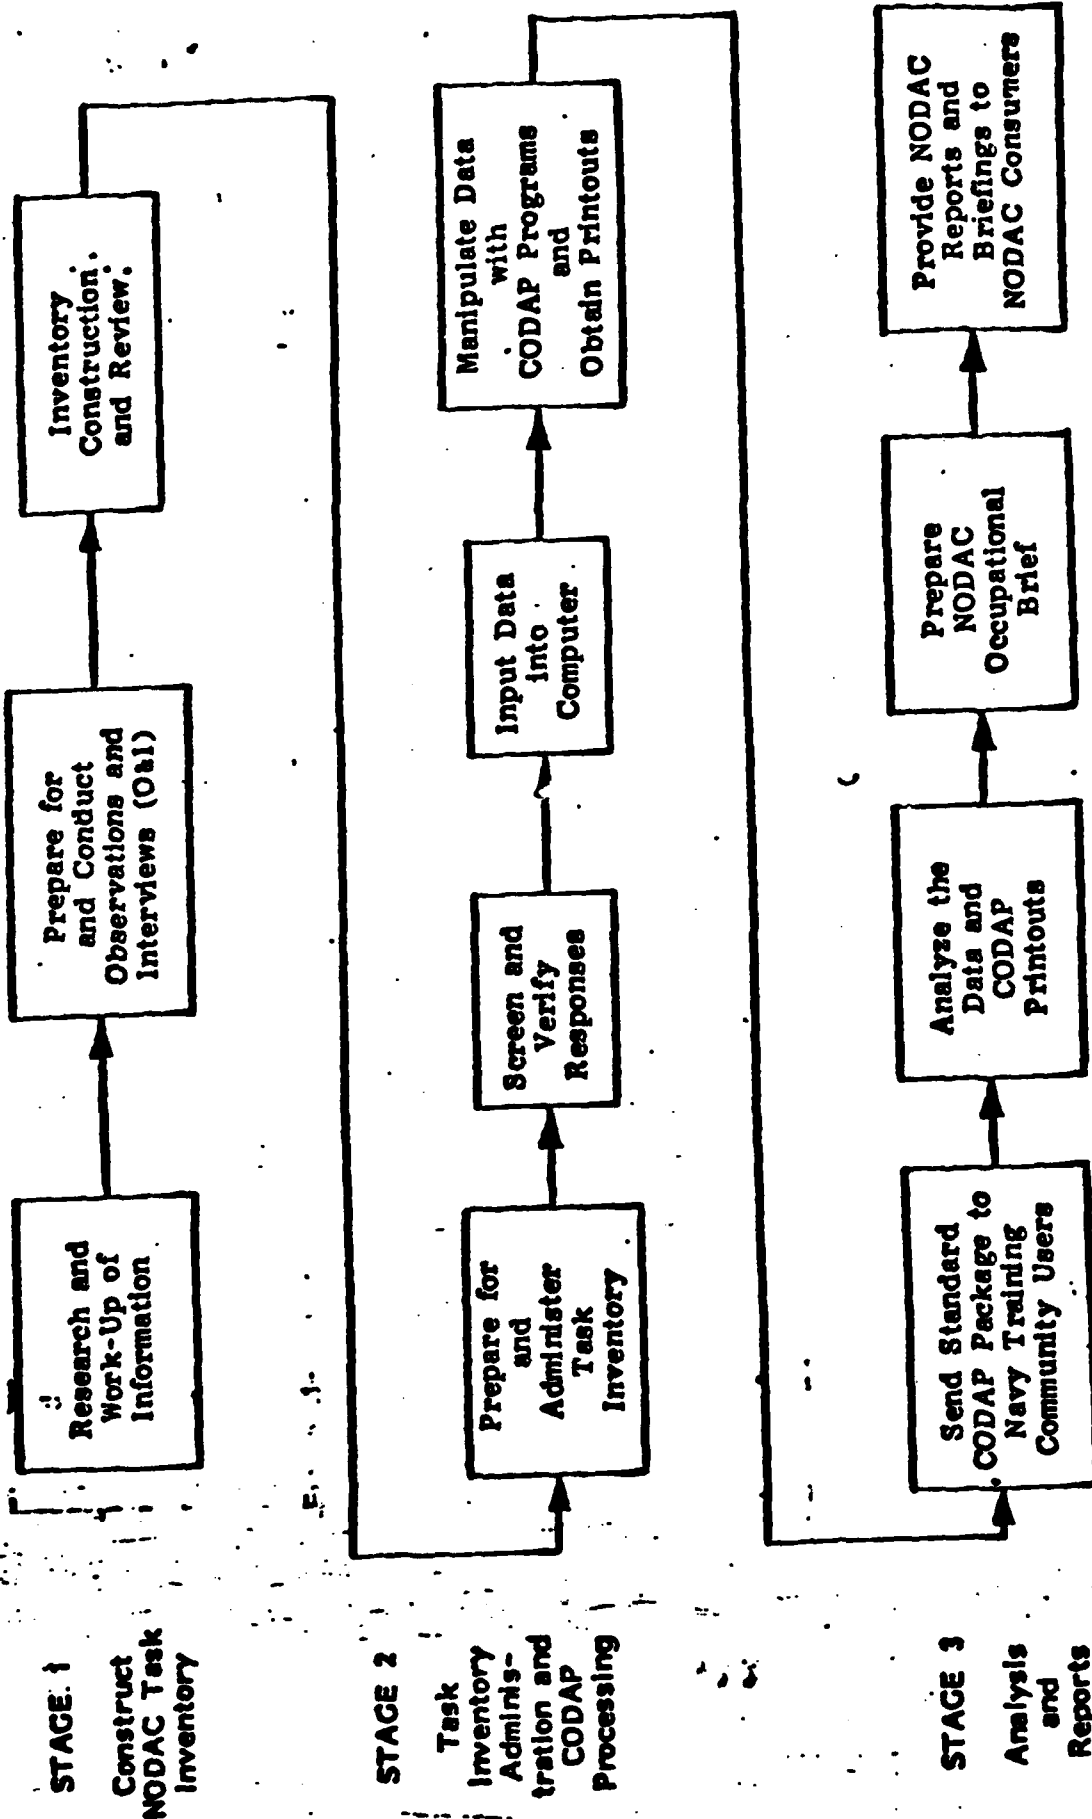 STAGE 1
Construct
NODAC Task
Inventory
Research and
Work-Up of
Information
Prepare for
and Conduct
Observations and
Interviews (O&I)
Inventory
Construction
and Review
STAGE 2
Task
Inventory
Adminis-
tration and
CODAP
Processing
Prepare for
and
Administer
Task
Inventory
Screen and
Verify
Responses
Input Data
into
Computer
Manipulate Data
with
CODAP Programs
and
Obtain Printouts
STAGE 3
Analysis
and
Reports
Send Standard
CODAP Package to
Navy Training
Community Users
Analyze the
Data and
CODAP
Printouts
Prepare
NODAC
Occupational
Brief
Provide NODAC
Reports and
Briefings to
NODAC Consumers